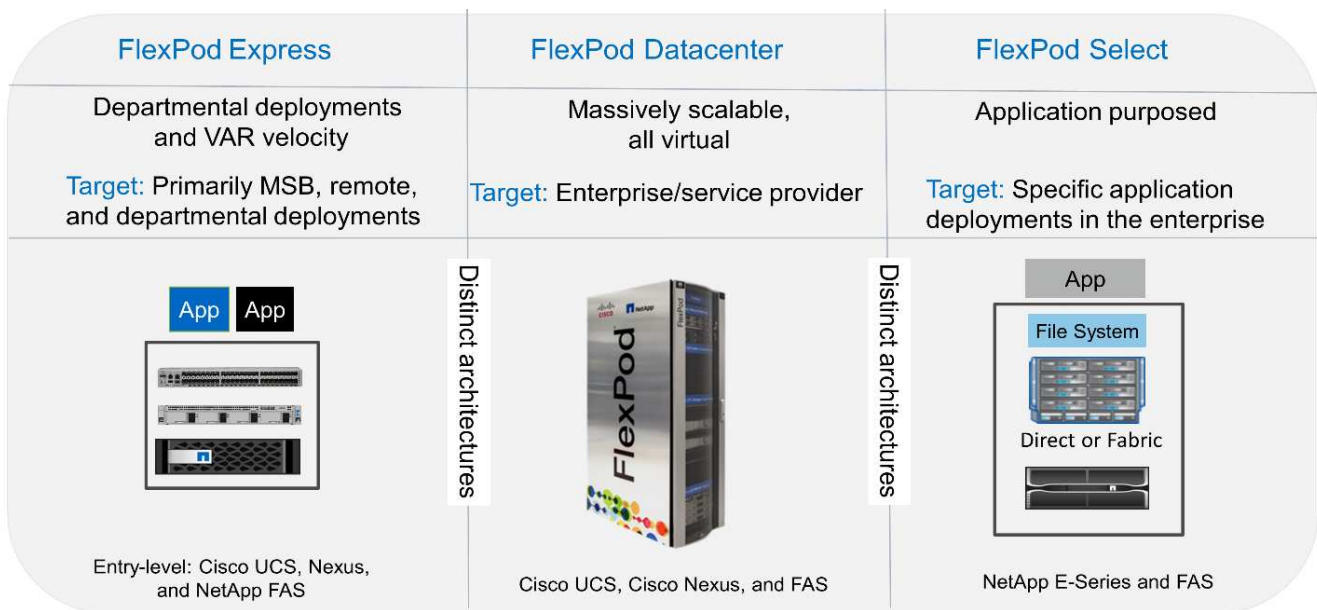 FlexPod Express
Departmental deployments
and VAR velocity
Target: Primarily MSB, remote,
and departmental deployments
App
App
Entry-level: Cisco UCS, Nexus,
and NetApp FAS
Distinct architectures
FlexPod Datacenter
Massively scalable,
all virtual
Target: Enterprise/service provider
CISCO
NetApp
FlexPod
FlexPod
Cisco UCS, Cisco Nexus, and FAS
Distinct architectures
FlexPod Select
Application purposed
Target: Specific application
deployments in the enterprise
App
File System
Direct or Fabric
NetApp E-Series and FAS